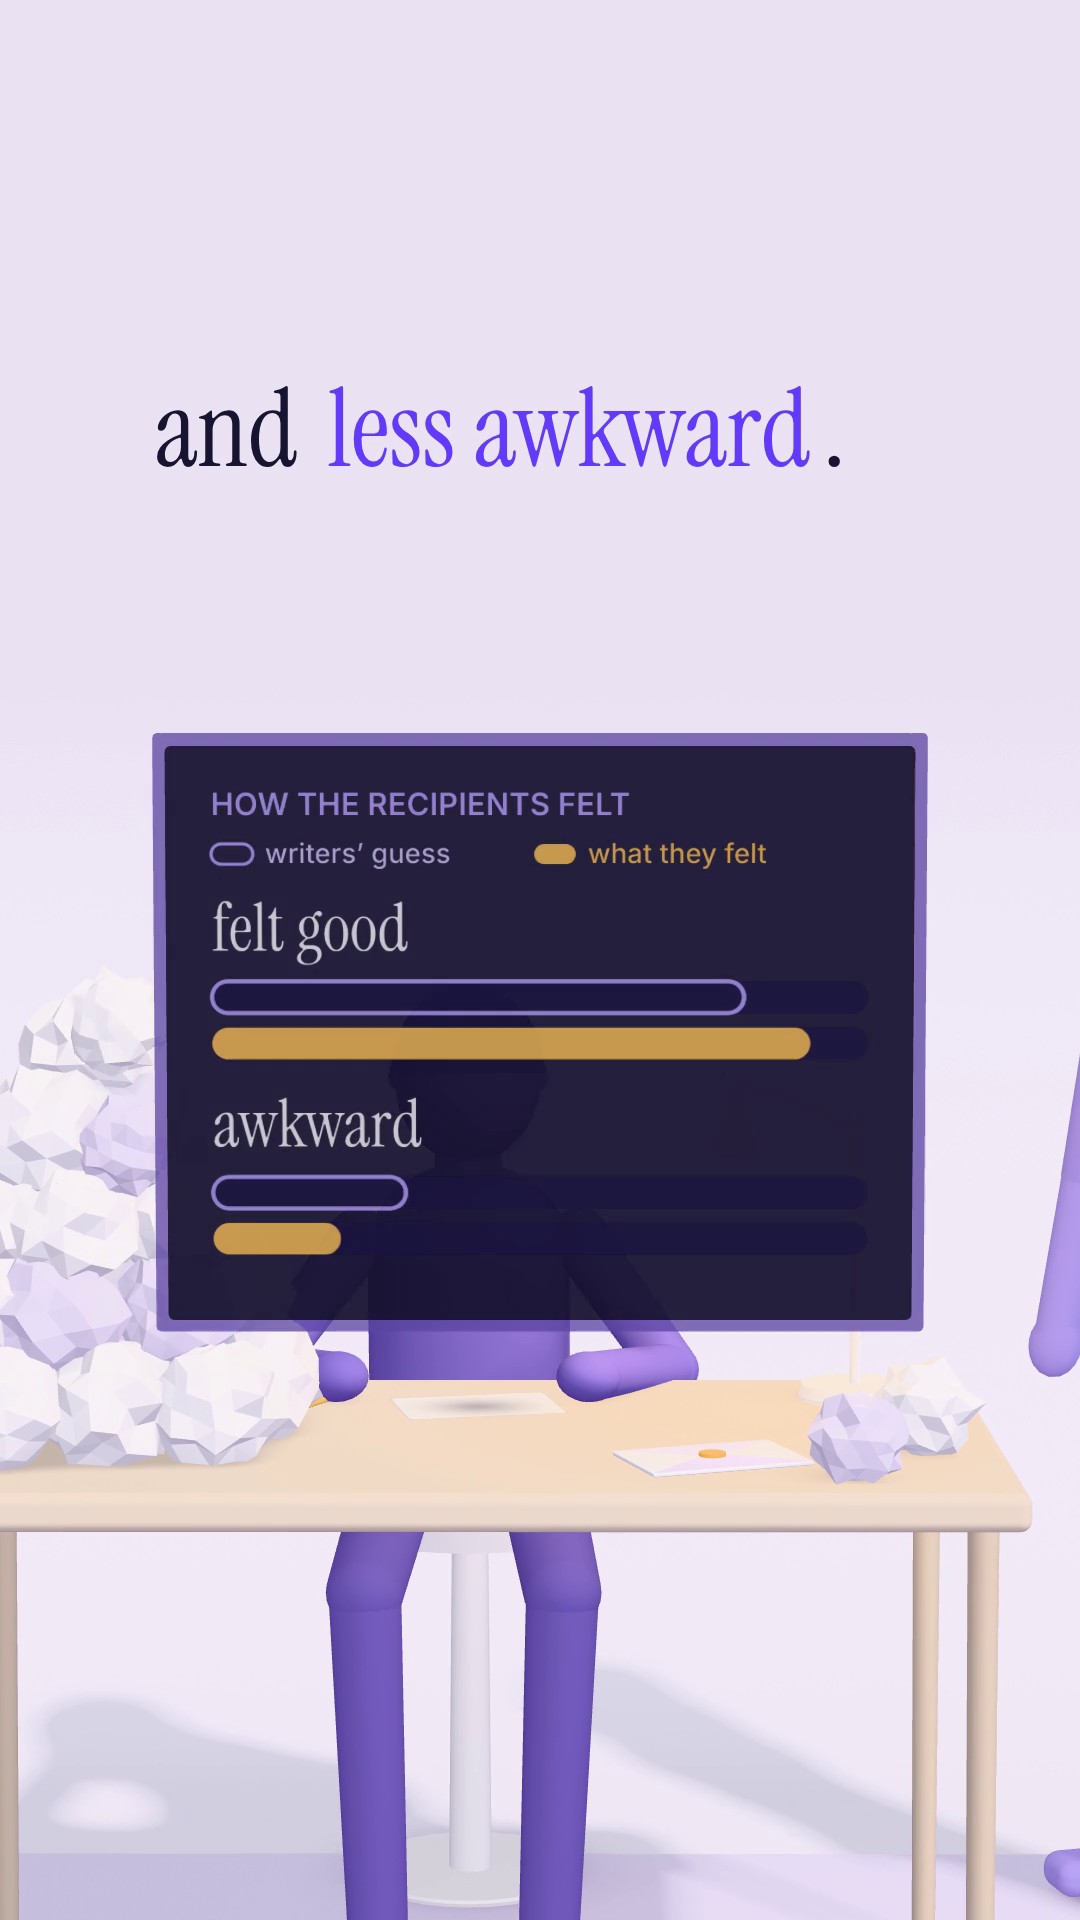 and less awkward.
HOW THE RECIPIENTS FELT
writers’ guess what they felt
felt good
awkward